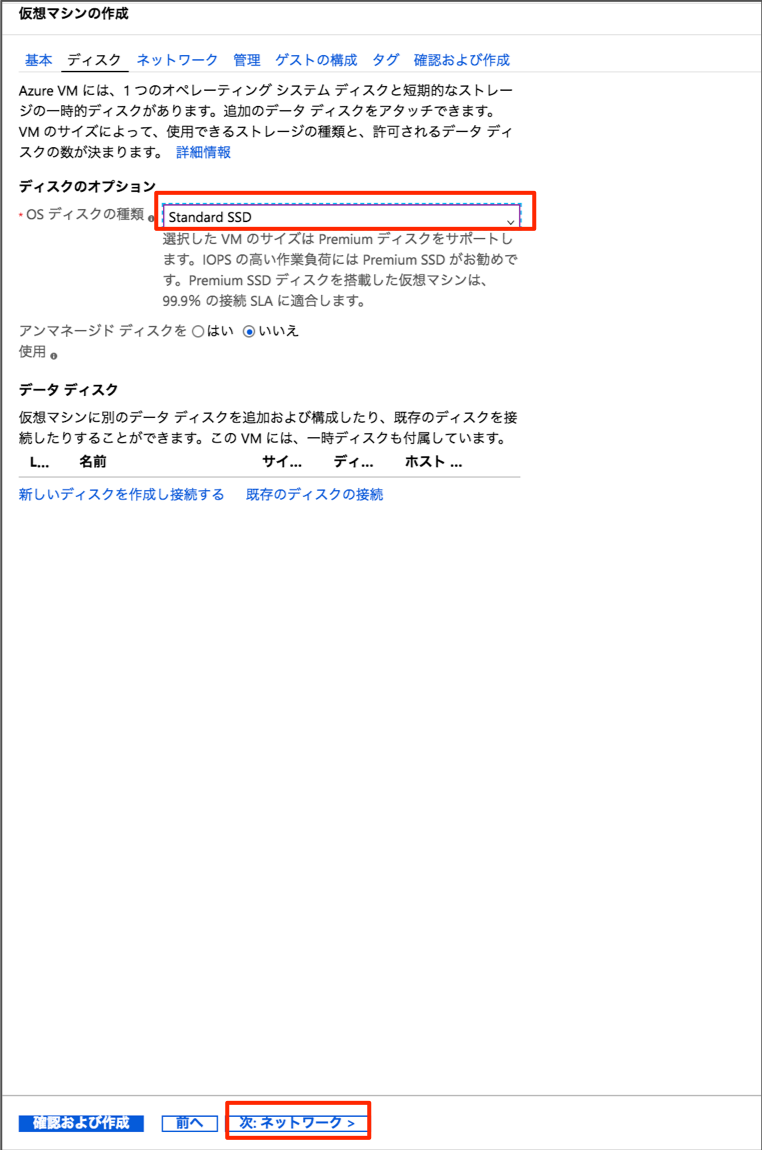 仮想マシンの作成
基本 ディスク ネットワーク 管理 ゲストの構成 タグ 確認および作成
Azure VM には、1 つのオペレーティング システム ディスクと短期的なストレー
ジの一時的ディスクがあります。追加のデータ ディスクをアタッチできます。
VM のサイズによって、使用できるストレージの種類と、許可されるデータ ディ
スクの数が決まります。 詳細情報
ディスクのオプション
* OS ディスクの種類 Standard SSD
選択した VM のサイズは Premium ディスクをサポートし
ます。IOPS の高い作業負荷には Premium SSD がお勧めで
す。Premium SSD ディスクを搭載した仮想マシンは、
99.9% の接続 SLA に適合します。
アンマネージド ディスクを はい いいえ
使用
データ ディスク
仮想マシンに別のデータ ディスクを追加および構成したり、既存のディスクを接
続したりすることができます。この VM には、一時ディスクも付属しています。
L... 名前 サイ... ディ... ホスト ...
新しいディスクを作成し接続する 既存のディスクの接続
確認および作成 前へ 次: ネットワーク >